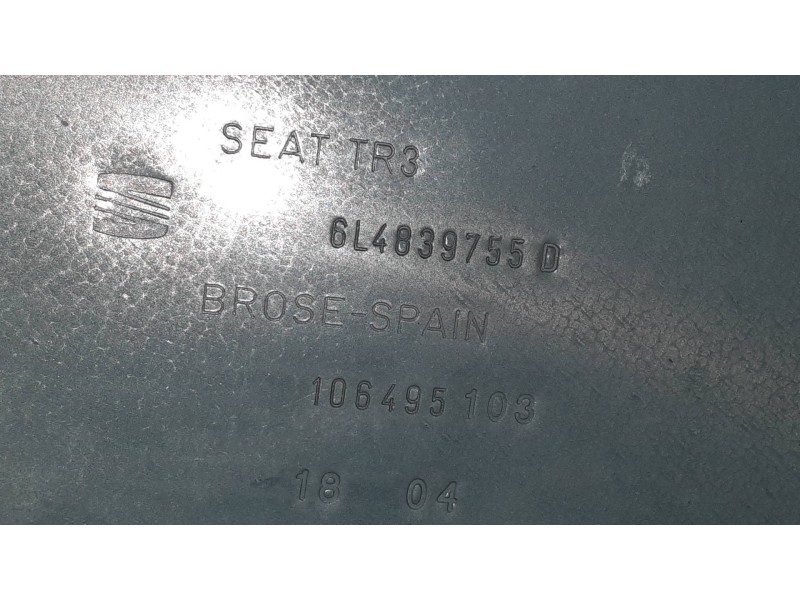 SEAT TR3
6L4839755 D
BROSE-SPAIN
106495 103
18 04